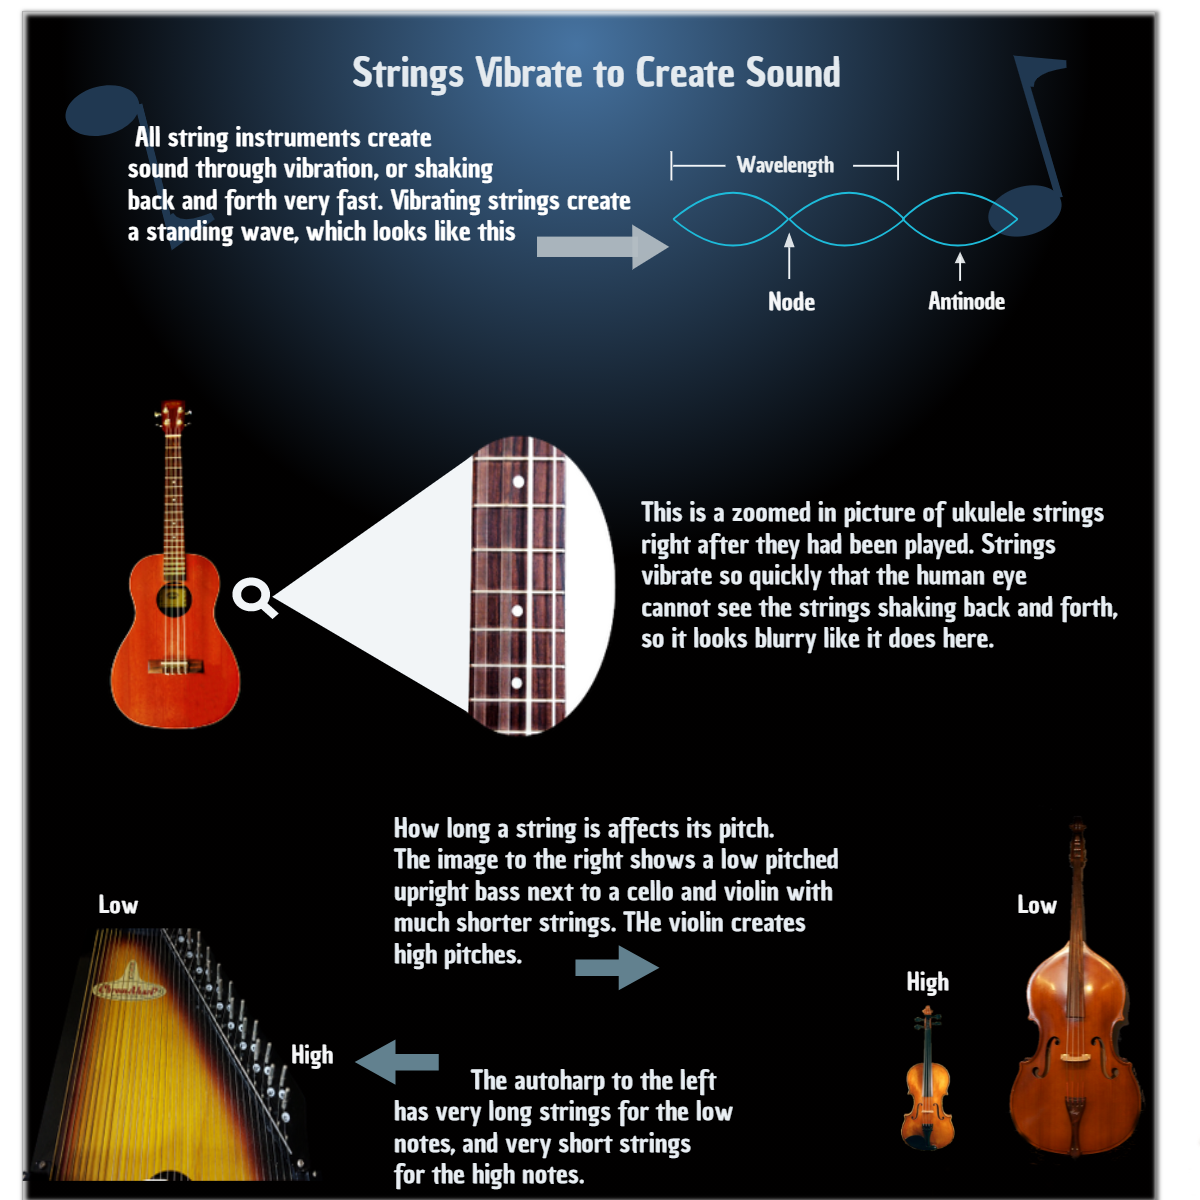 Strings Vibrate to Create Sound
All string instruments create
sound through vibration, or shaking
back and forth very fast. Vibrating strings create
a standing wave, which looks like this
Wavelength
Node
Antinode
This is a zoomed in picture of ukulele strings
right after they had been played. Strings
vibrate so quickly that the human eye
cannot see the strings shaking back and forth,
so it looks blurry like it does here.
How long a string is affects its pitch.
The image to the right shows a low pitched
upright bass next to a cello and violin with
much shorter strings. THe violin creates
high pitches.
Low
High
Low
High
The autoharp to the left
has very long strings for the low
notes, and very short strings
for the high notes.